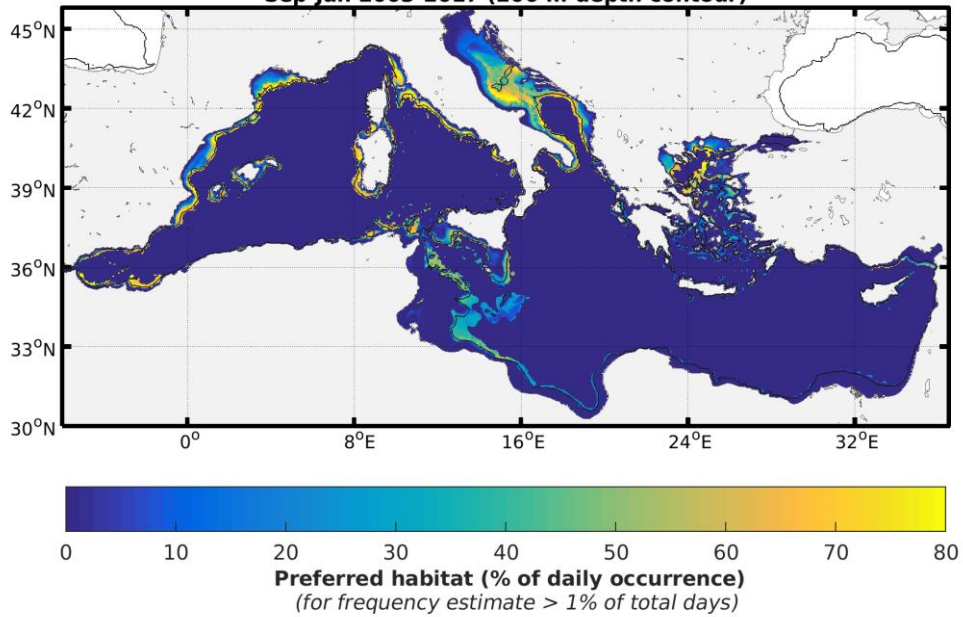 45°N
42°N
39°N
36°N
33°N
30°N
0° 8°E 16°E 24°E 32°E
0 10 20 30 40 50 60 70 80
Preferred habitat (% of daily occurrence)
(for frequency estimate > 1% of total days)